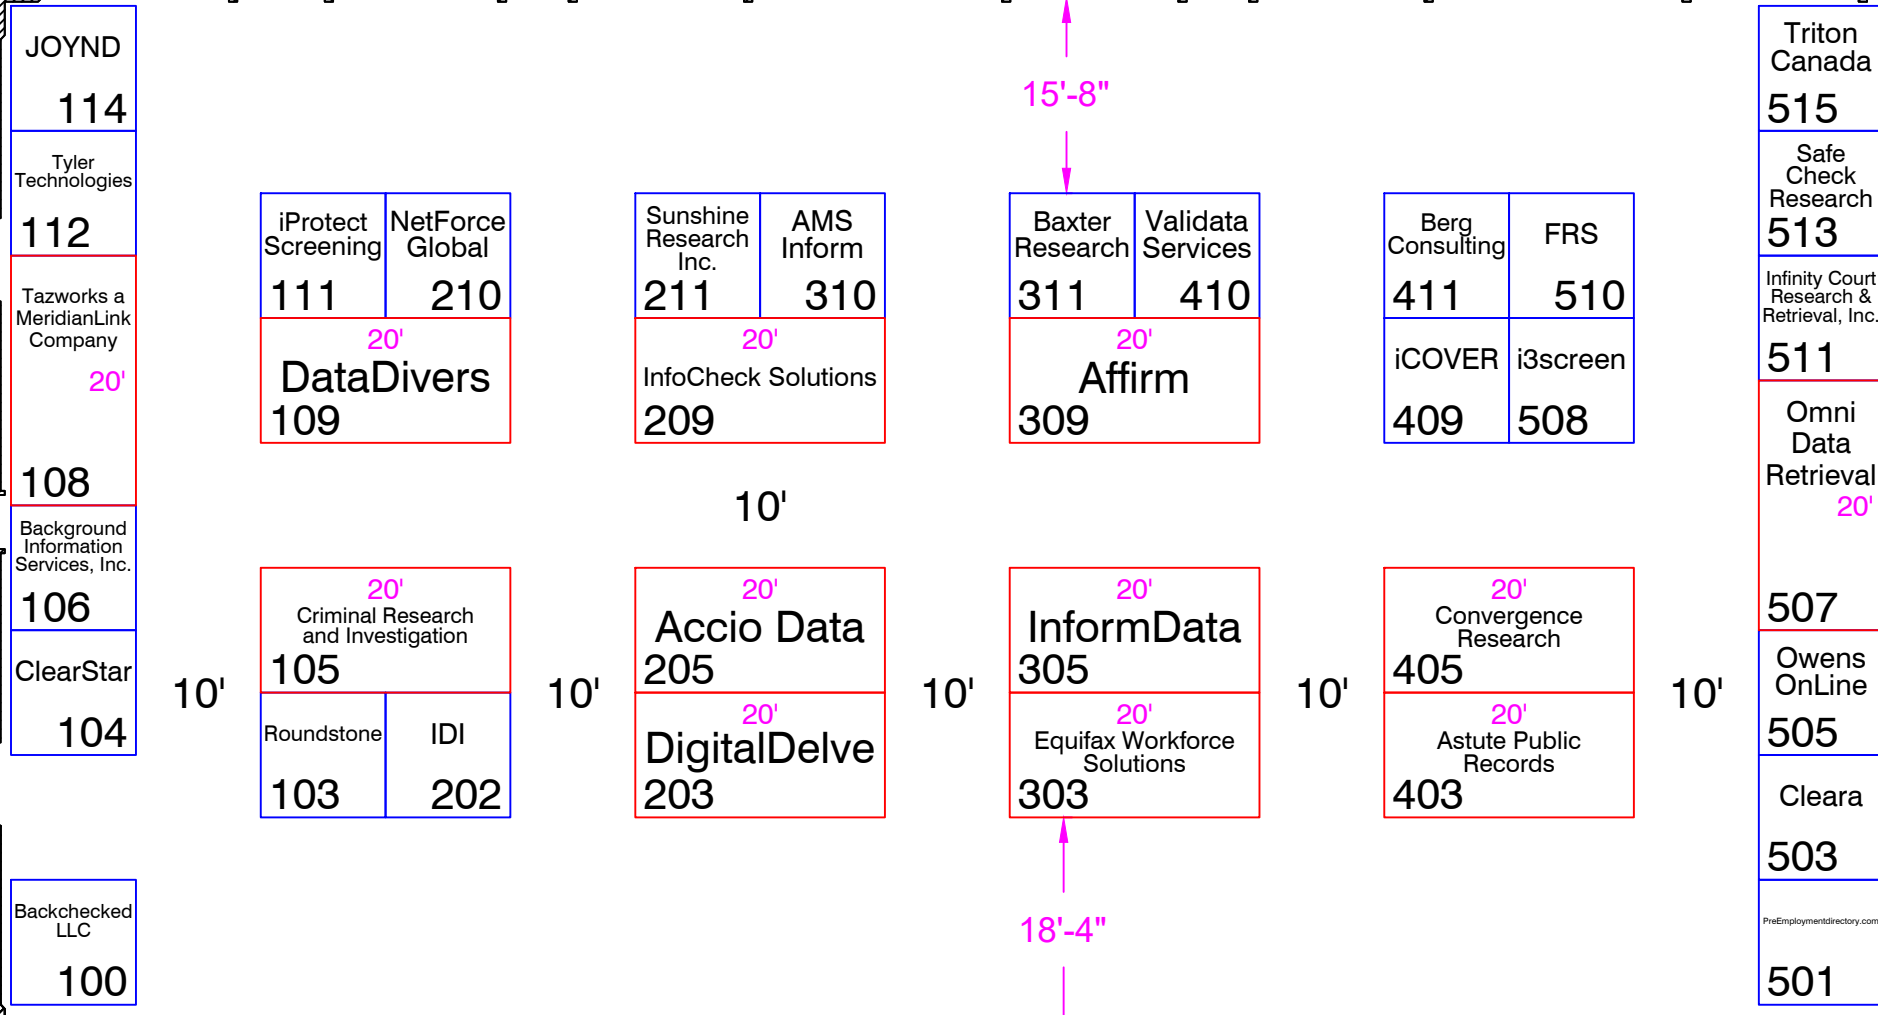 JOYND
114
Tyler
Technologies
112
Tazworks a
MeridianLink
Company
20'
108
Background
Information
Services, Inc.
106
ClearStar
104
Backchecked
LLC
100
10'
iProtect
Screening
111
NetForce
Global
210
20'
DataDivers
109
20'
Criminal Research
and Investigation
105
Roundstone
103
IDI
202
10'
Sunshine
Research
Inc.
211
AMS
Inform
310
20'
InfoCheck Solutions
209
10'
20'
Accio Data
205
20'
DigitalDelve
203
10'
15'-8"
Baxter
Research
311
Validata
Services
410
20'
Affirm
309
20'
InformData
305
20'
Equifax Workforce
Solutions
303
18'-4"
10'
Berg
Consulting
411
FRS
510
iCOVER
409
i3screen
508
20'
Convergence
Research
405
20'
Astute Public
Records
403
10'
Triton
Canada
515
Safe
Check
Research
513
Infinity Court
Research &
Retrieval, Inc.
511
Omni
Data
Retrieval
20'
507
Owens
OnLine
505
Cleara
503
PreEmploymentdirectory.com
501